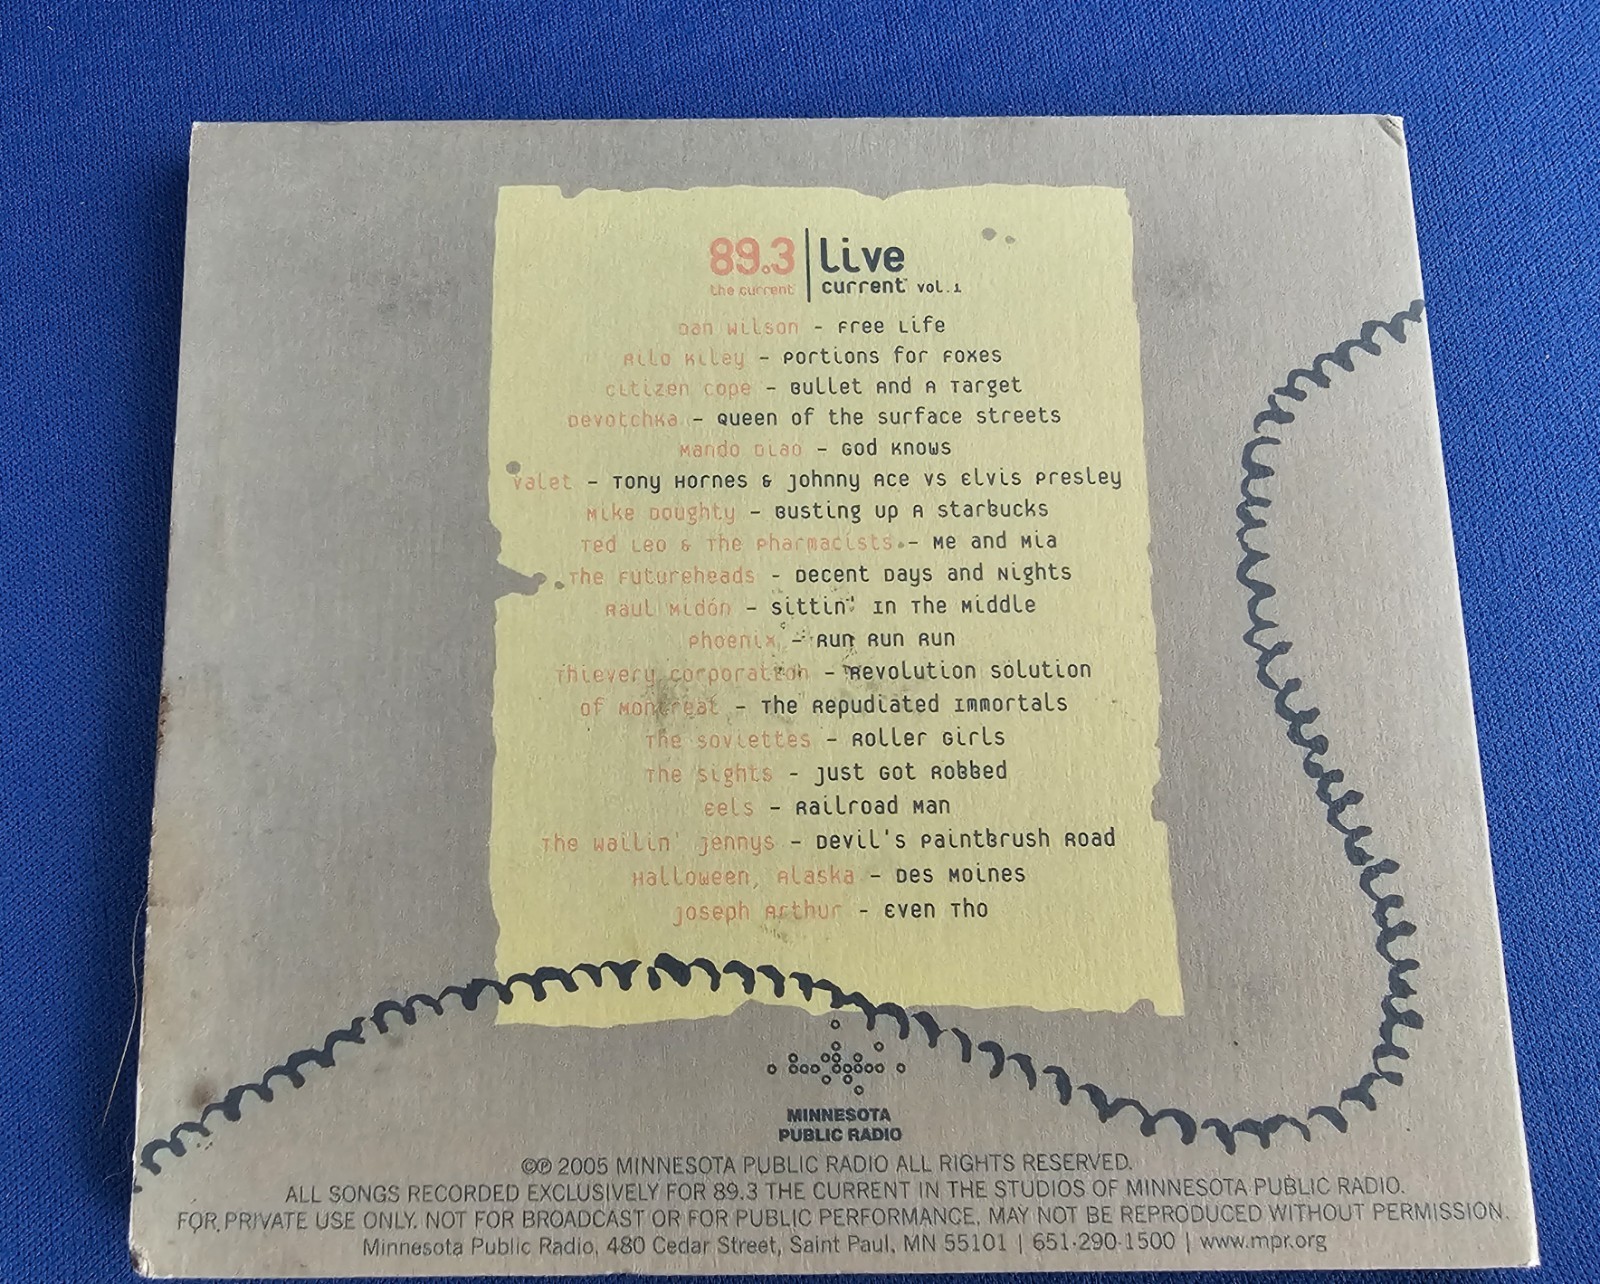 89.3 | Live
the current | current™ vol.1
Dan Wilson - Free Life
Rilo Kiley - Portions for Foxes
Citizen Cope - Bullet And A Target
Devotchka - Queen of the surface streets
Mando Diao - God Knows
Valet - Tony Hornes & Johnny Ace vs Elvis Presley
Mike Doughty - Busting Up A Starbucks
Ted Leo & The Pharmacists - Me and Mia
The Futureheads - Decent Days and Nights
Raul Midón - Sittin' In The Middle
Phoenix - Run Run Run
Thievery Corporation - Revolution Solution
of Montreal - The Repudiated Immortals
The Soviettes - Roller Girls
The Sights - Just Got Robbed
eels - Railroad Man
The Wailin' Jennys - Devil's Paintbrush Road
Halloween, Alaska - Des Moines
Joseph Arthur - Even Tho
MINNESOTA
PUBLIC RADIO
©℗ 2005 MINNESOTA PUBLIC RADIO ALL RIGHTS RESERVED.
ALL SONGS RECORDED EXCLUSIVELY FOR 89.3 THE CURRENT IN THE STUDIOS OF MINNESOTA PUBLIC RADIO.
FOR PRIVATE USE ONLY. NOT FOR BROADCAST OR FOR PUBLIC PERFORMANCE, MAY NOT BE REPRODUCED WITHOUT PERMISSION.
Minnesota Public Radio, 480 Cedar Street, Saint Paul, MN 55101 | 651-290-1500 | www.mpr.org